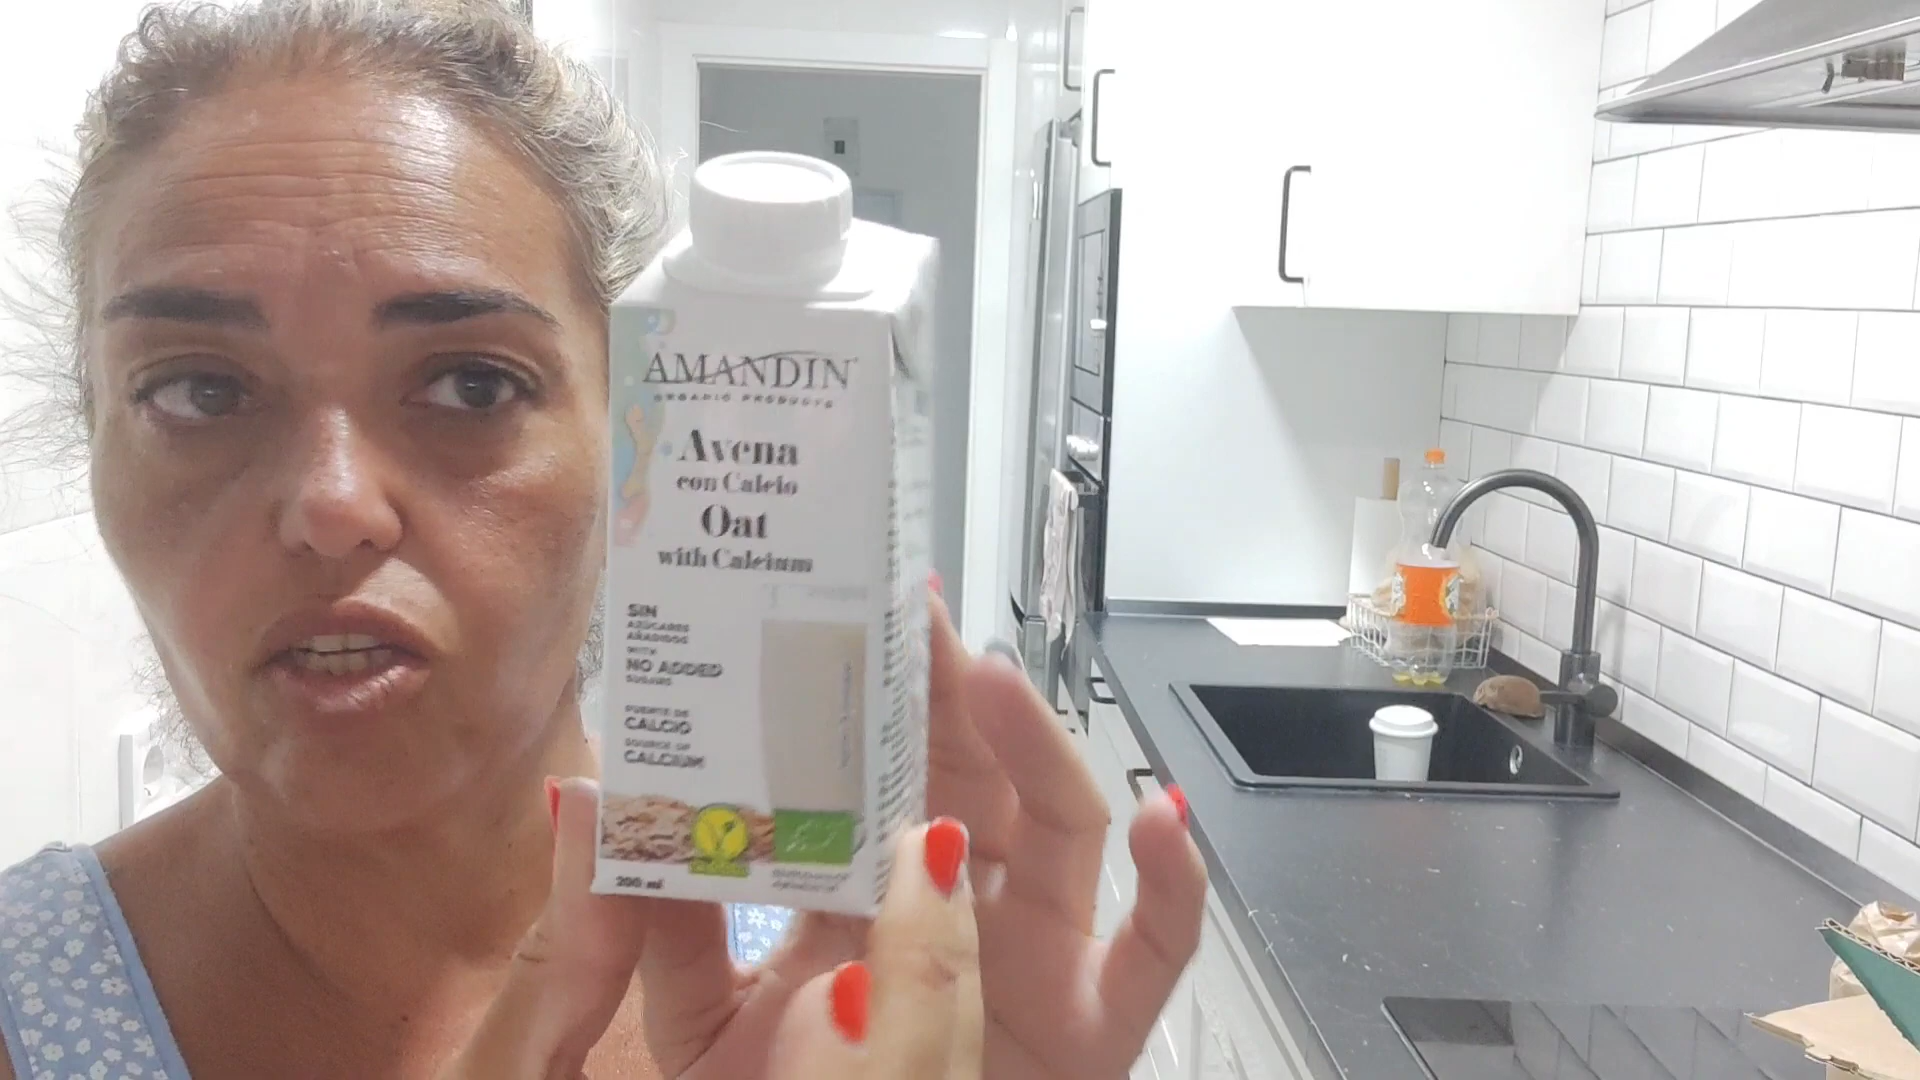 AMANDIN
ORGANIC PRODUCTS
Avena
con Calcio
Oat
with Calcium
SIN
AZÚCARES
AÑADIDOS
WITH
NO ADDED
SUGARS
FUENTE DE
CALCIO
SOURCE OF
CALCIUM
200 ml